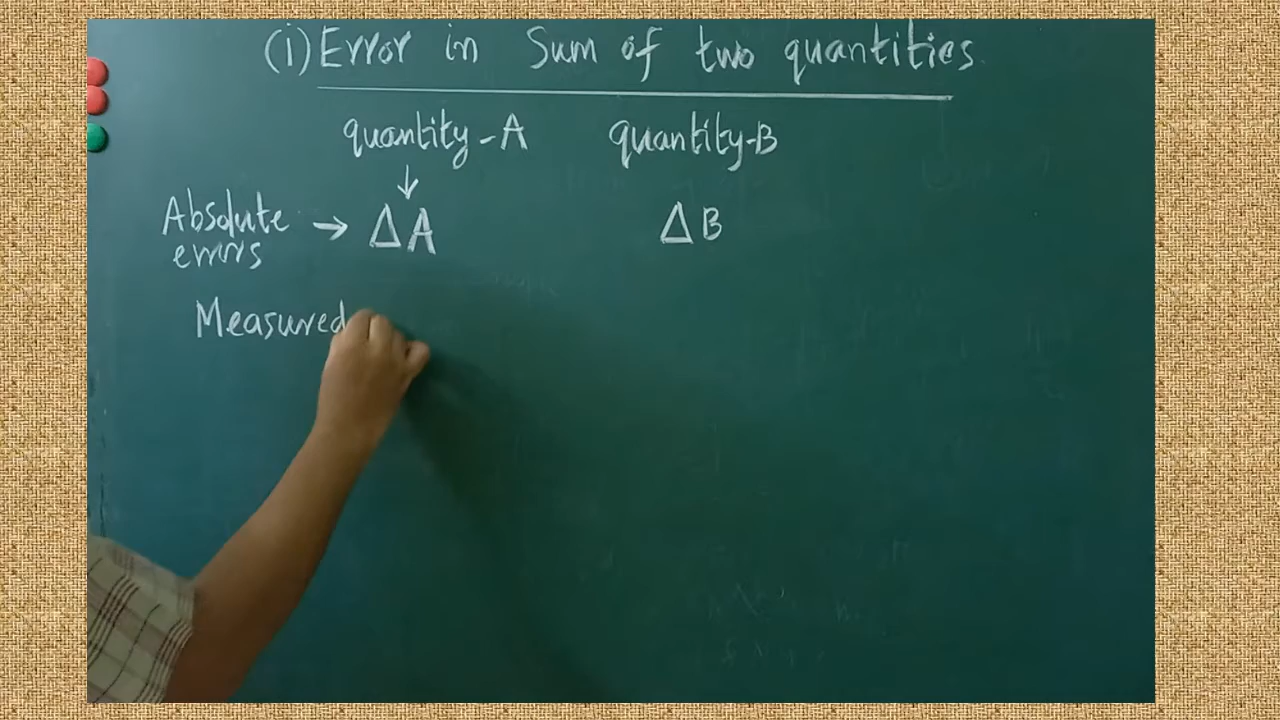 (i) Error in Sum of two quantities
quantity-A quantity-B
↓
Absolute errors → ΔA ΔB
Measured